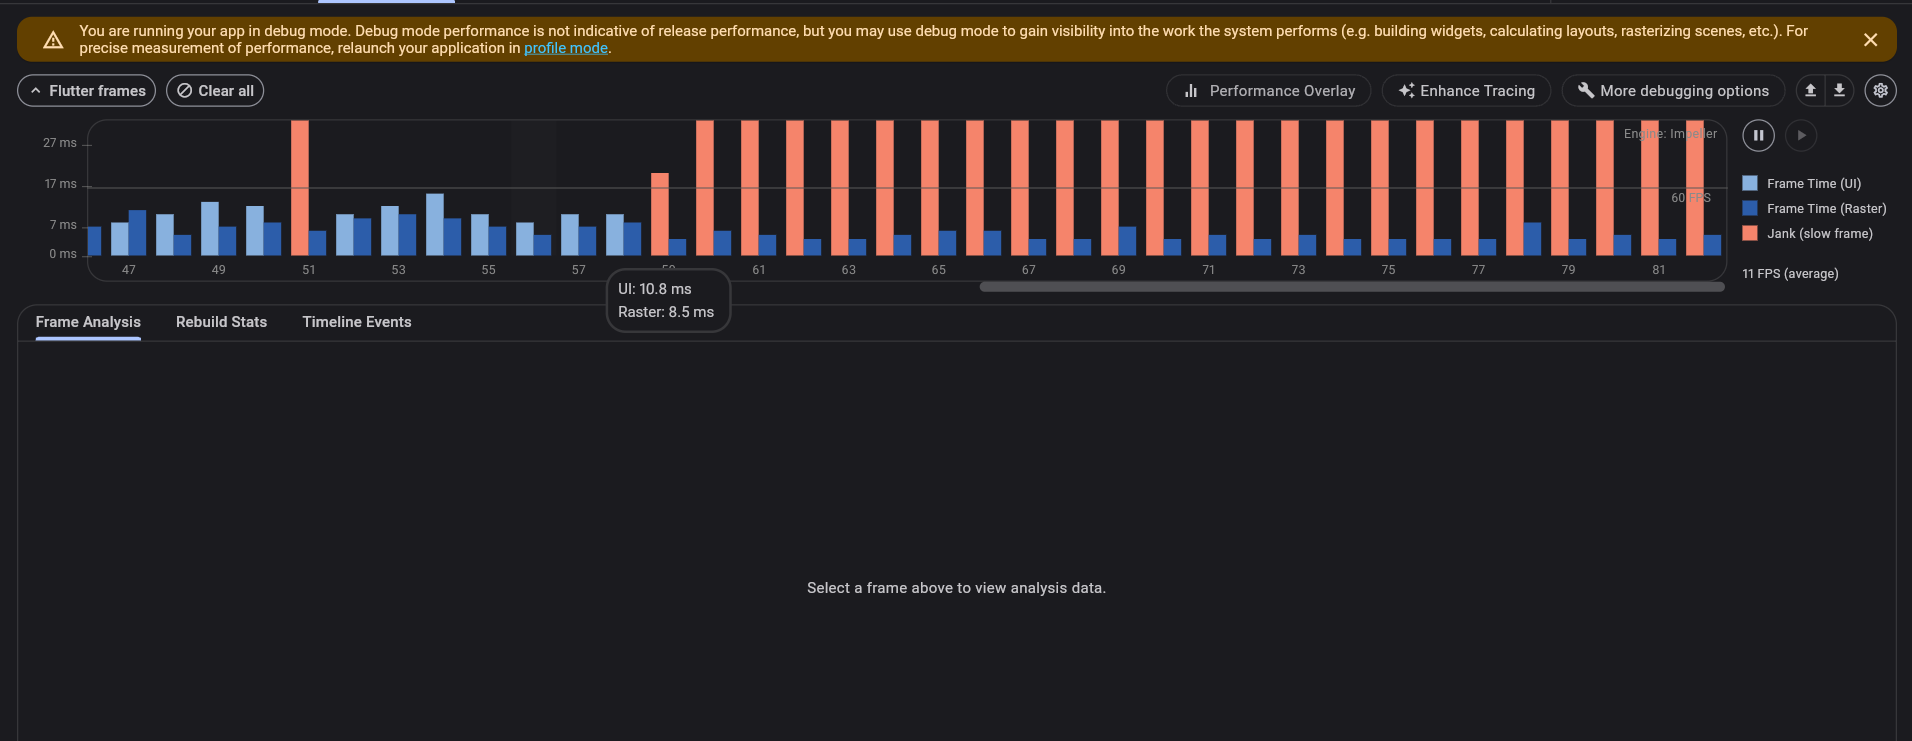 You are running your app in debug mode. Debug mode performance is not indicative of release performance, but you may use debug mode to gain visibility into the work the system performs (e.g. building widgets, calculating layouts, rasterizing scenes, etc.). For
precise measurement of performance, relaunch your application in profile mode.
Flutter frames
Clear all
Performance Overlay
Enhance Tracing
More debugging options
27 ms
17 ms
7 ms
0 ms
Engine: Impeller
60 FPS
47 49 51 53 55 57 59 61 63 65 67 69 71 73 75 77 79 81
Frame Time (UI)
Frame Time (Raster)
Jank (slow frame)
11 FPS (average)
UI: 10.8 ms
Raster: 8.5 ms
Frame Analysis
Rebuild Stats
Timeline Events
Select a frame above to view analysis data.